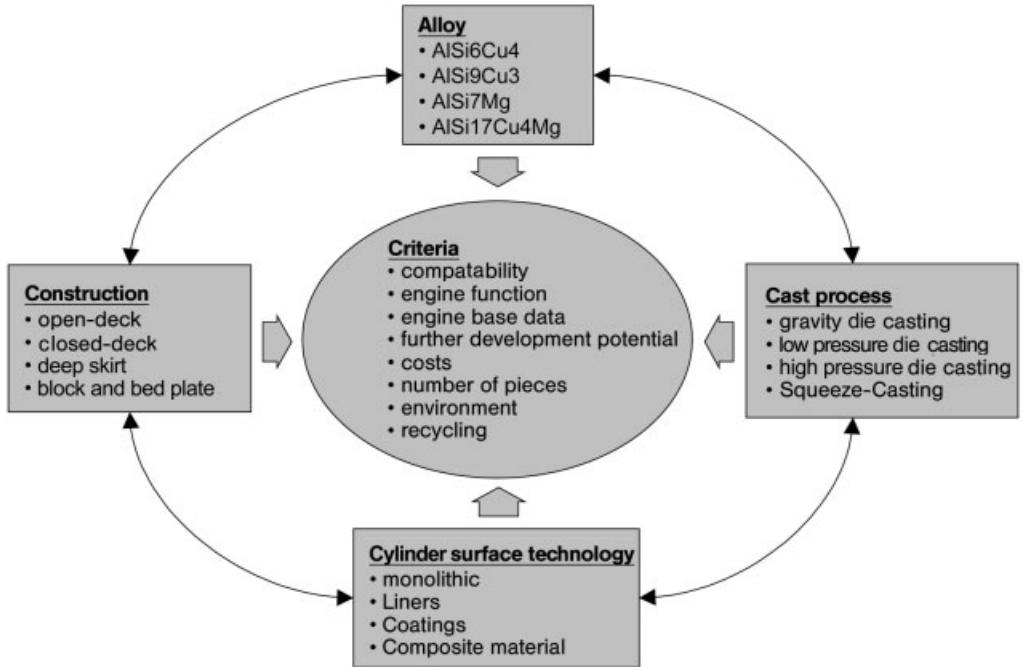 Alloy
• AlSi6Cu4
• AlSi9Cu3
• AlSi7Mg
• AlSi17Cu4Mg
Criteria
• compatability
• engine function
• engine base data
• further development potential
• costs
• number of pieces
• environment
• recycling
Construction
• open-deck
• closed-deck
• deep skirt
• block and bed plate
Cast process
• gravity die casting
• low pressure die casting
• high pressure die casting
• Squeeze-Casting
Cylinder surface technology
• monolithic
• Liners
• Coatings
• Composite material